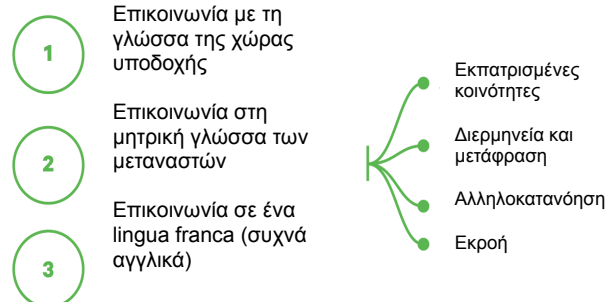 1
Επικοινωνία με τη
γλώσσα της χώρας
υποδοχής
2
Επικοινωνία στη
μητρική γλώσσα των
μεταναστών
3
Επικοινωνία σε ένα
lingua franca (συχνά
αγγλικά)
Εκπατρισμένες
κοινότητες
Διερμηνεία και
μετάφραση
Αλληλοκατανόηση
Εκροή